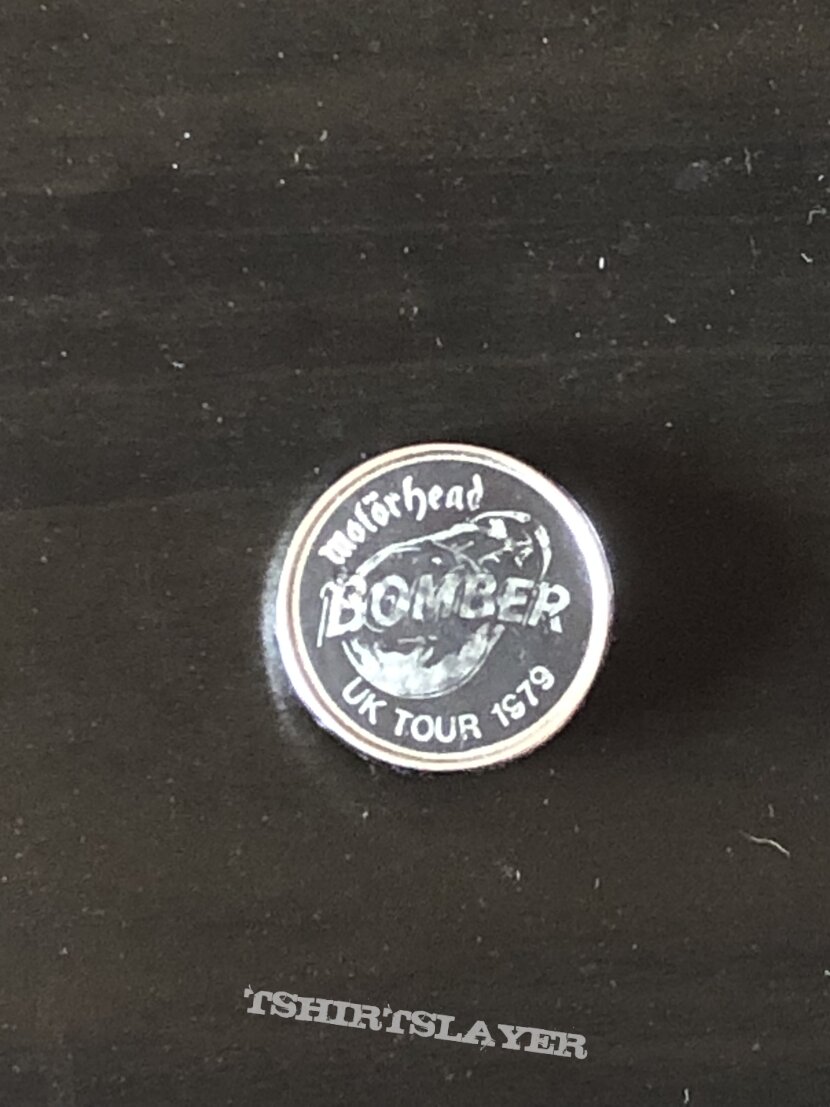 Motörhead
BOMBER
UK TOUR 1979
TSHIRTSLAYER